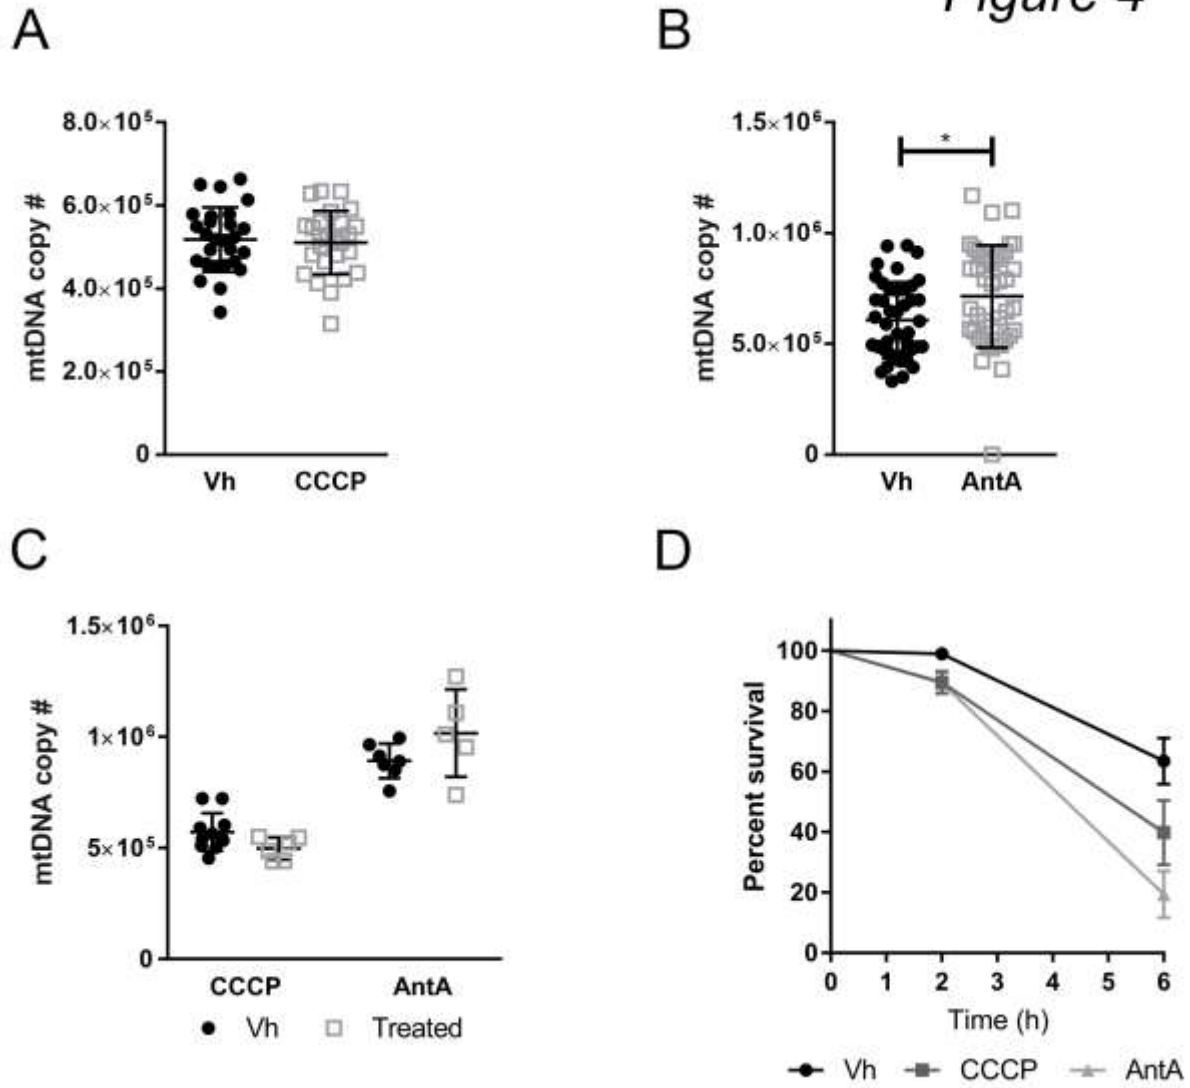 Figure 4
A
B
8.0×10⁵
6.0×10⁵
4.0×10⁵
2.0×10⁵
0
mtDNA copy #
Vh CCCP
1.5×10⁶
1.0×10⁶
5.0×10⁵
0
mtDNA copy #
*
Vh AntA
C
D
1.5×10⁶
1×10⁶
5×10⁵
0
mtDNA copy #
CCCP AntA
Vh Treated
100
80
60
40
20
0
Percent survival
0 1 2 3 4 5 6
Time (h)
Vh CCCP AntA